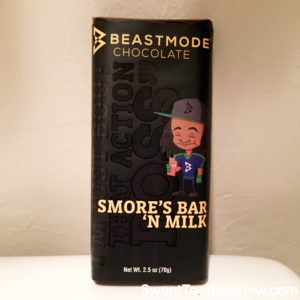 BEASTMODE
CHOCOLATE
SMORE'S BAR
'N MILK
Net Wt. 2.5 oz (70g)
SweetToothReview.com